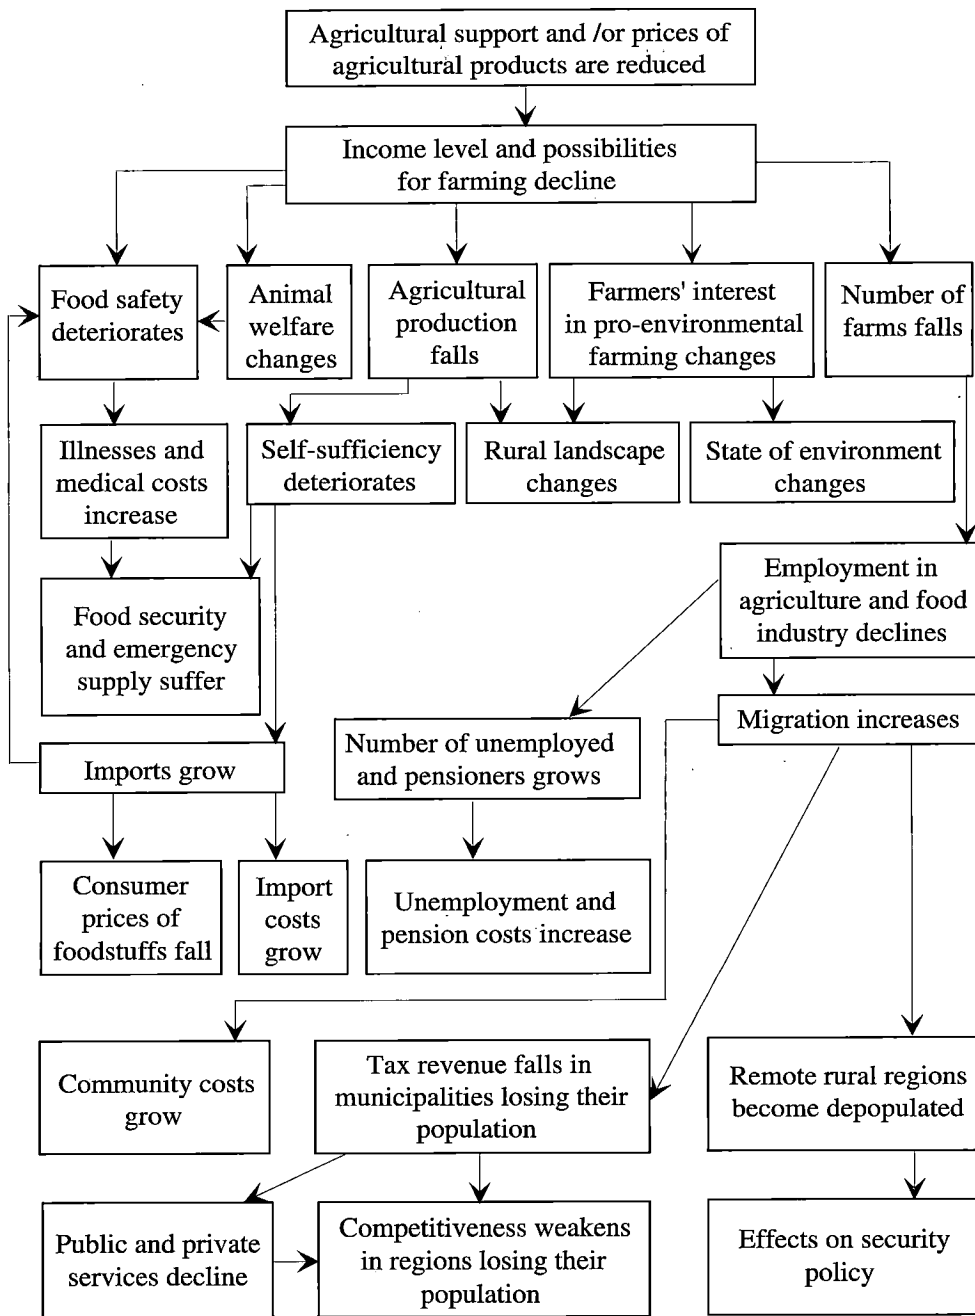 Agricultural support and /or prices of
agricultural products are reduced
Income level and possibilities
for farming decline
Food safety
deteriorates
Animal
welfare
changes
Agricultural
production
falls
Farmers' interest
in pro-environmental
farming changes
Number of
farms falls
Illnesses and
medical costs
increase
Self-sufficiency
deteriorates
Rural landscape
changes
State of environment
changes
Food security
and emergency
supply suffer
Employment in
agriculture and food
industry declines
Imports grow
Number of unemployed
and pensioners grows
Migration increases
Consumer
prices of
foodstuffs fall
Import
costs
grow
Unemployment and
pension costs increase
Community costs
grow
Tax revenue falls in
municipalities losing their
population
Remote rural regions
become depopulated
Public and private
services decline
Competitiveness weakens
in regions losing their
population
Effects on security
policy